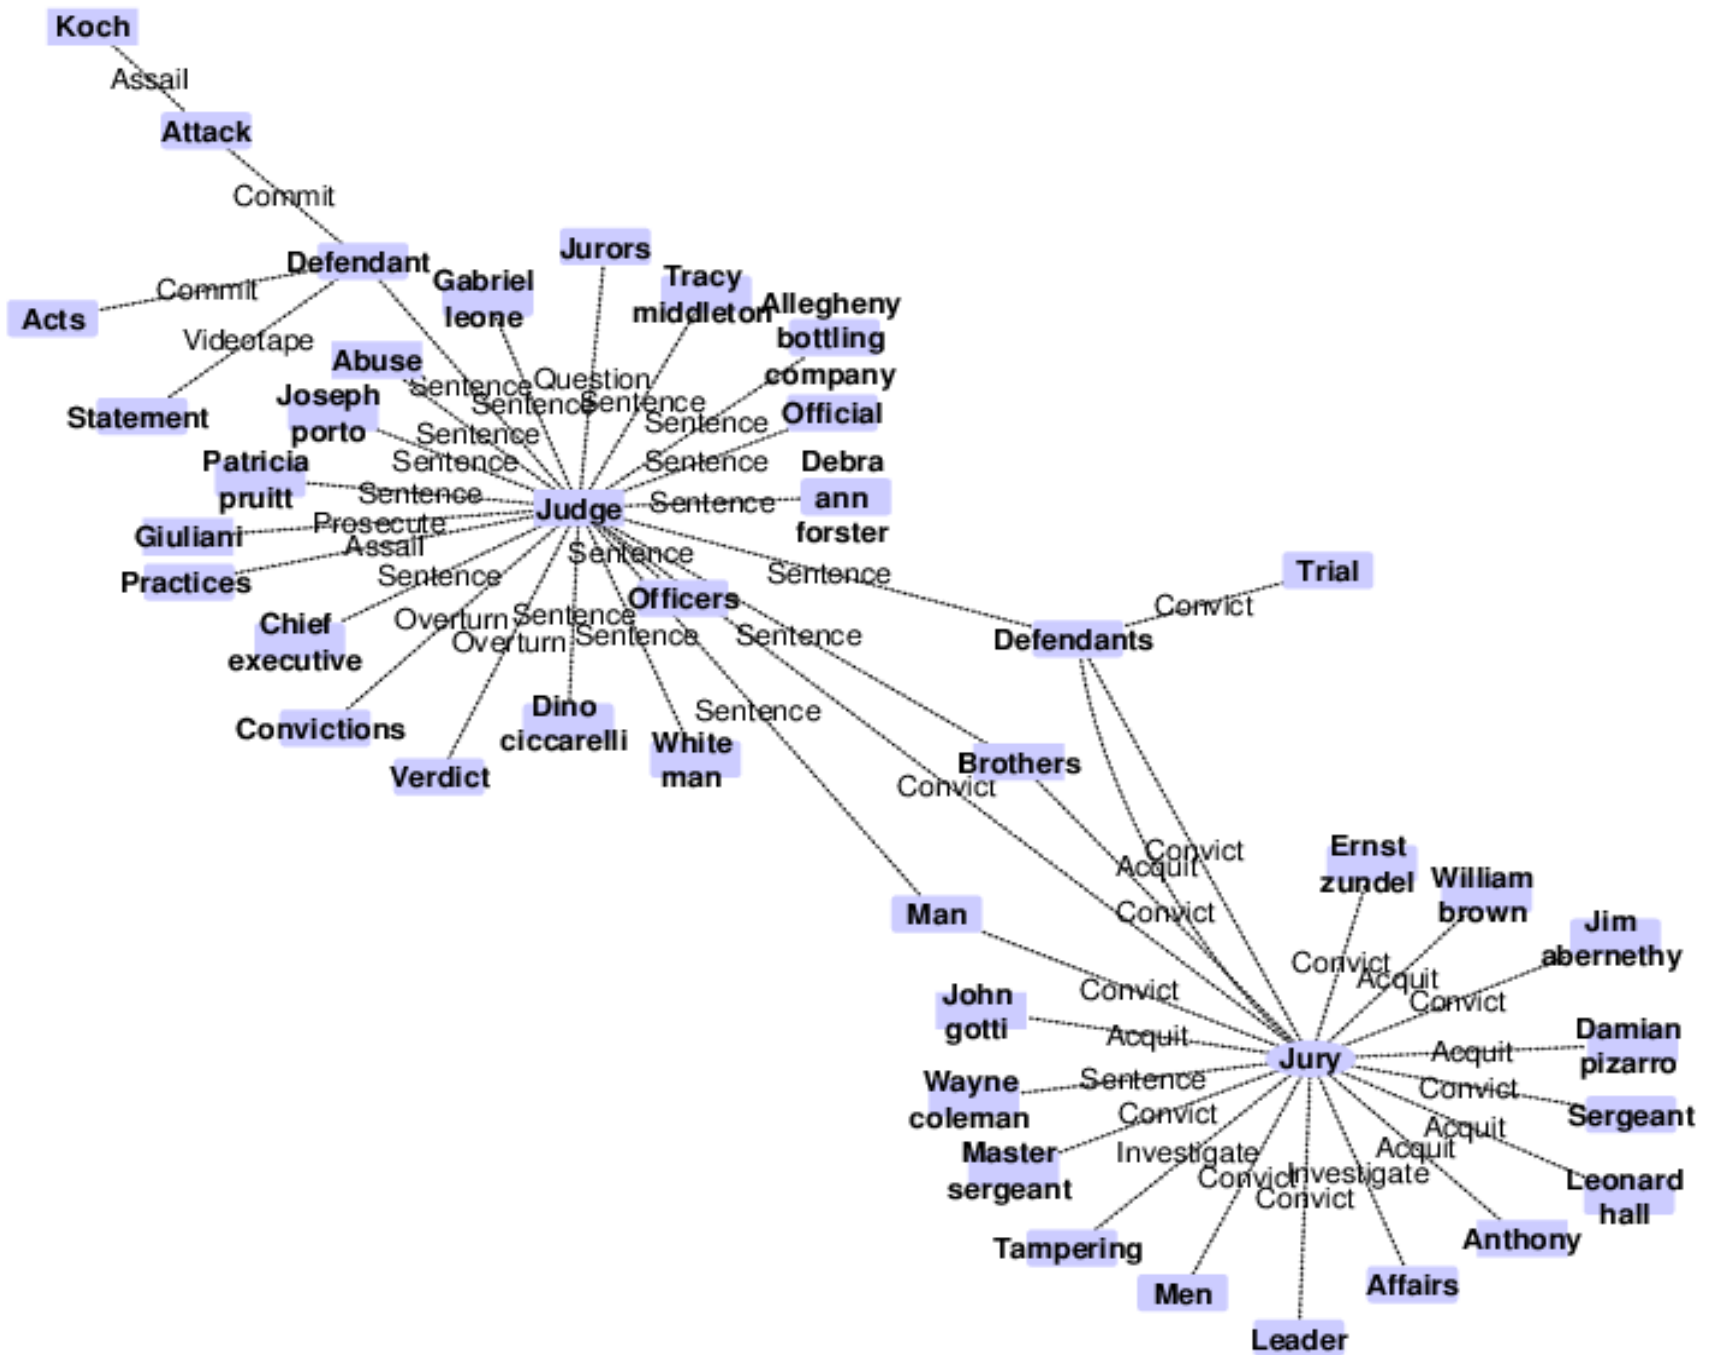 Koch
Assail
Attack
Commit
Defendant
Jurors
Gabriel
leone
Tracy
middleton
Allegheny
bottling
company
Commit
Acts
Videotape
Abuse
Sentence
Question
Sentence
Sentence
Joseph
porto
Statement
Sentence
Sentence
Official
Patricia
pruitt
Sentence
Sentence
Debra
ann
forster
Sentence
Sentence
Judge
Giuliani
Prosecute
Assail
Practices
Sentence
Sentence
Sentence
Trial
Officers
Convict
Chief
executive
Overturn
Sentence
Overturn
Sentence
Sentence
Defendants
Convictions
Dino
ciccarelli
Sentence
White
man
Verdict
Brothers
Convict
Convict
Acquit
Ernst
zundel
William
brown
Man
Convict
Jim
abernethy
Convict
Acquit
Convict
Convict
John
gotti
Acquit
Jury
Acquit
Damian
pizarro
Wayne
coleman
Sentence
Convict
Convict
Sergeant
Master
sergeant
Investigate
Acquit
Acquit
Convict
Investigate
Convict
Leonard
hall
Tampering
Anthony
Men
Affairs
Leader